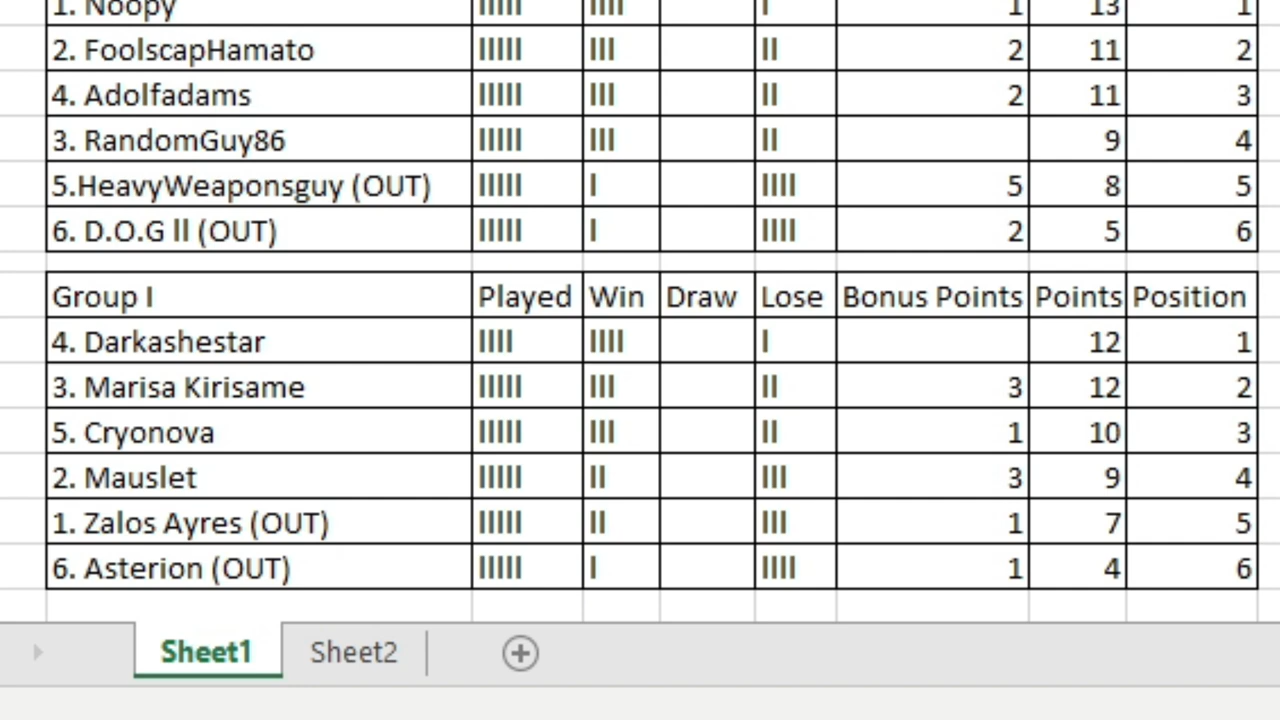 1. Noopy IIIII IIII I 1 13 1
2. FoolscapHamato IIIII III II 2 11 2
4. Adolfadams IIIII III II 2 11 3
3. RandomGuy86 IIIII III II 9 4
5.HeavyWeaponsguy (OUT) IIIII I IIII 5 8 5
6. D.O.G ll (OUT) IIIII I IIII 2 5 6
Group I Played Win Draw Lose Bonus Points Points Position
4. Darkashestar IIII IIII I 12 1
3. Marisa Kirisame IIIII III II 3 12 2
5. Cryonova IIIII III II 1 10 3
2. Mauslet IIIII II III 3 9 4
1. Zalos Ayres (OUT) IIIII II III 1 7 5
6. Asterion (OUT) IIIII I IIII 1 4 6
Sheet1 Sheet2